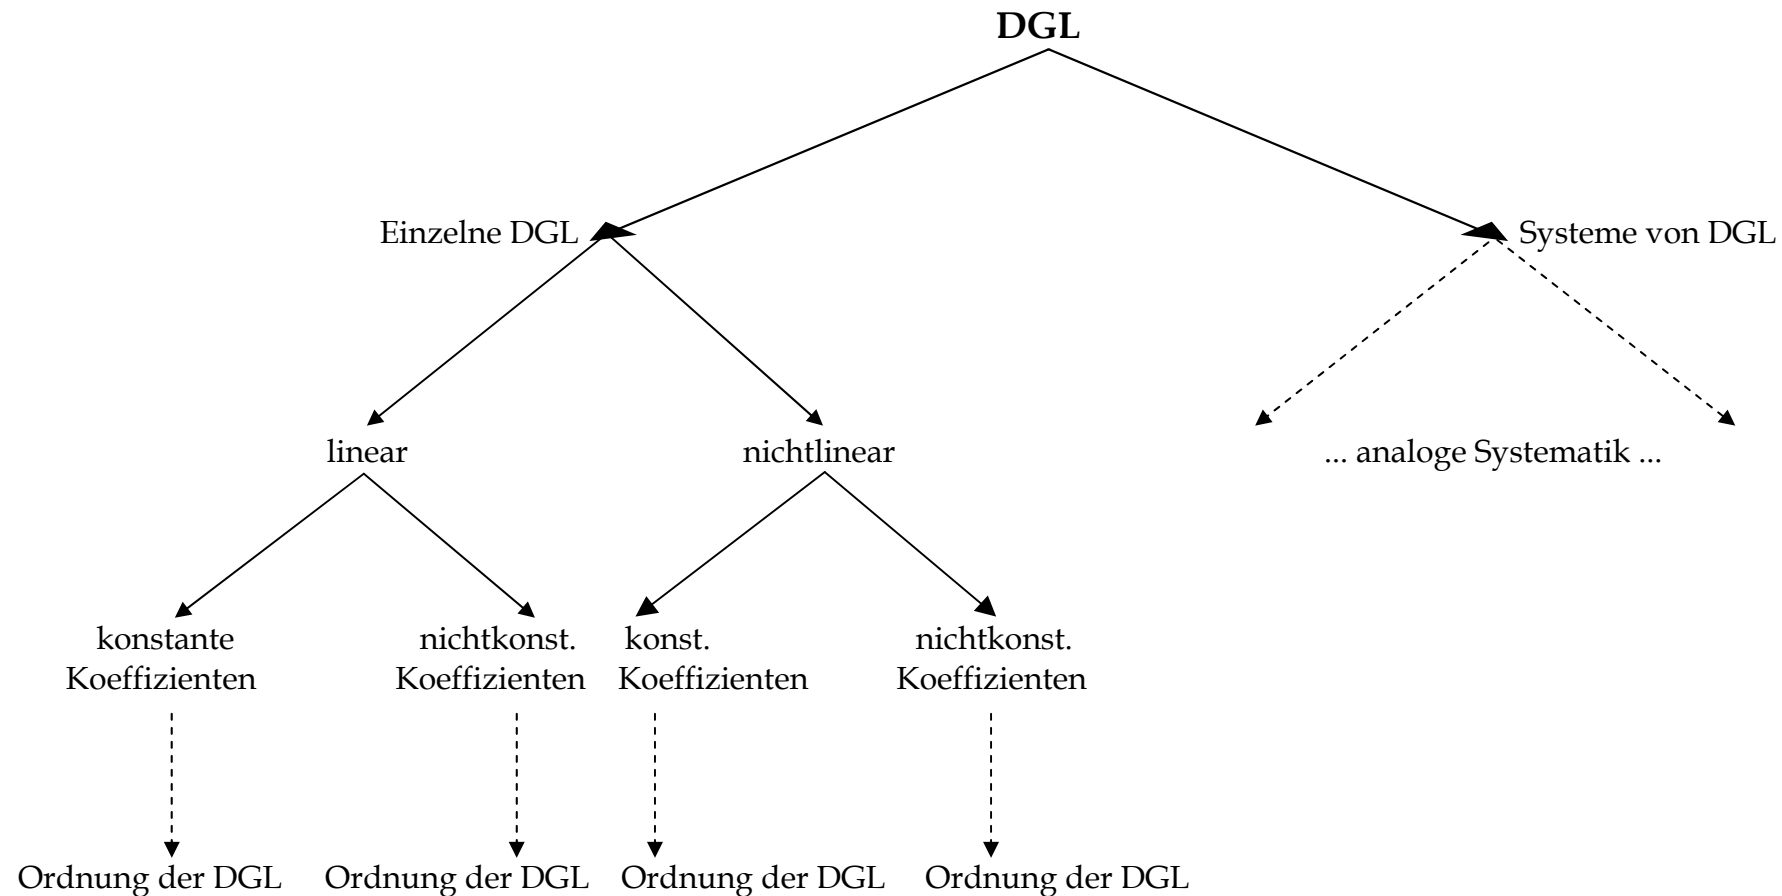 DGL
Einzelne DGL
Systeme von DGL
linear
nichtlinear
... analoge Systematik ...
konstante
Koeffizienten
nichtkonst.
Koeffizienten
konst.
Koeffizienten
nichtkonst.
Koeffizienten
Ordnung der DGL
Ordnung der DGL
Ordnung der DGL
Ordnung der DGL